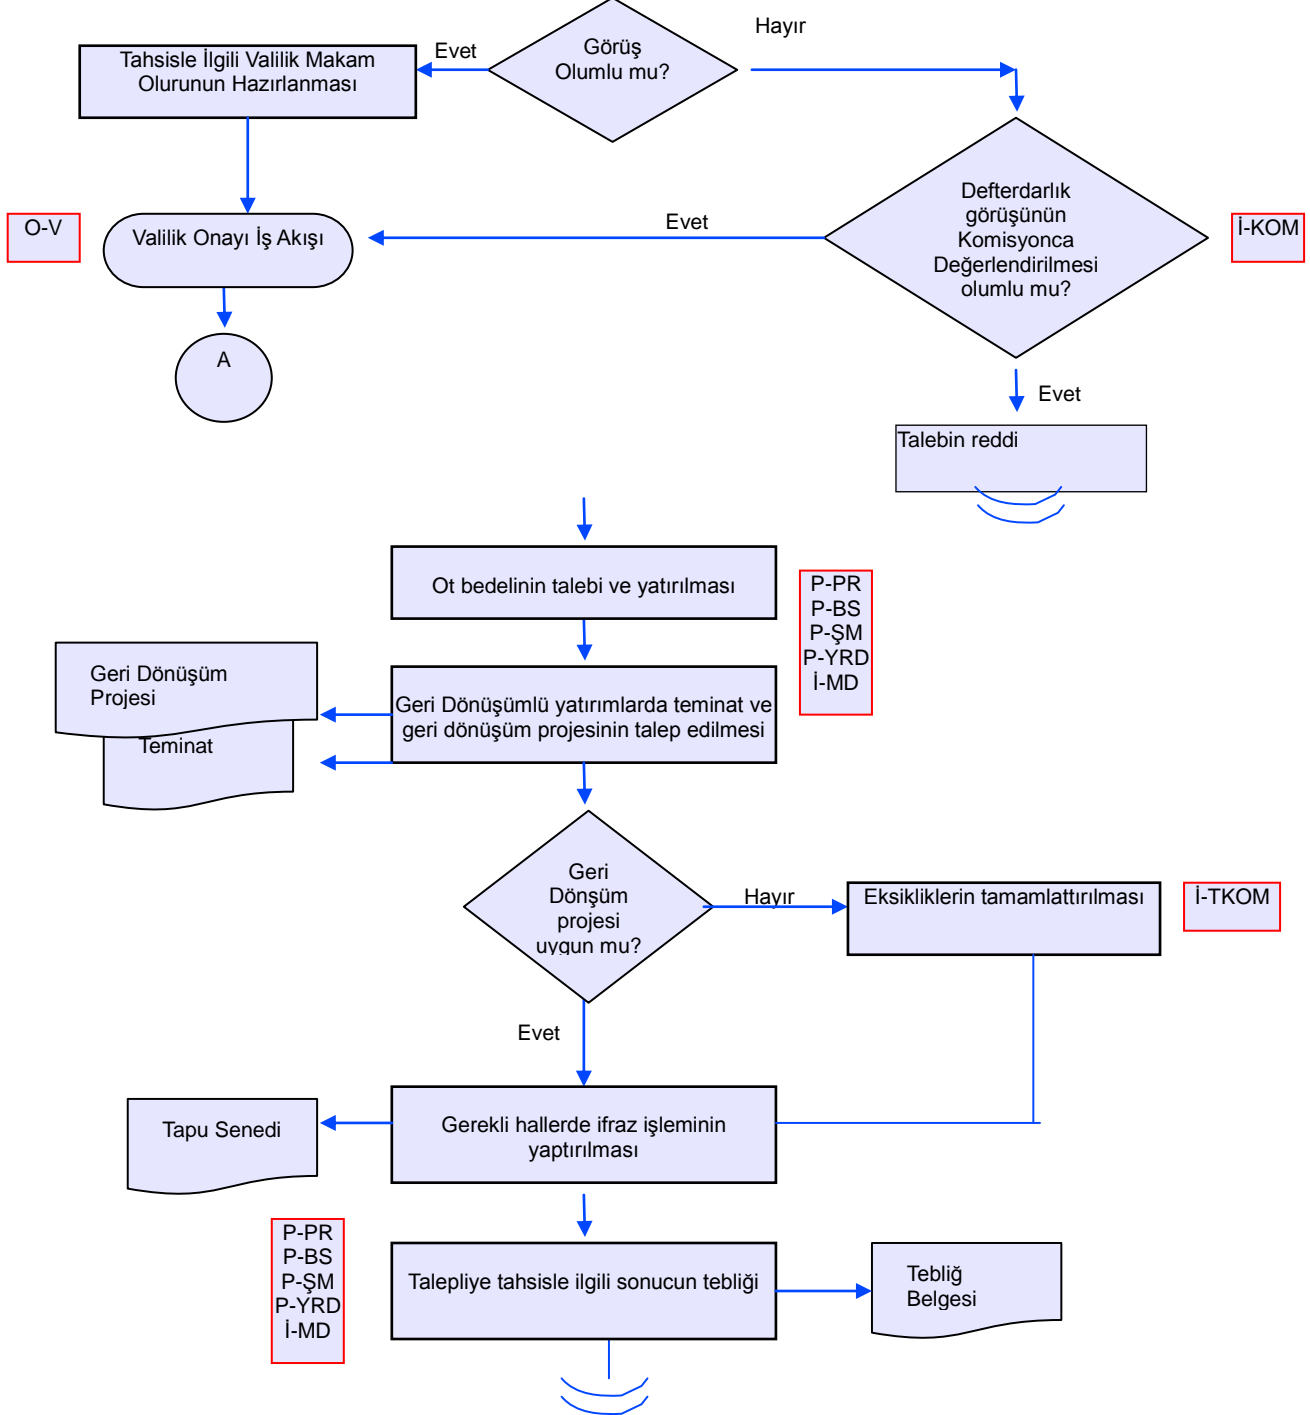 Hayır
Evet
Görüş
Olumlu mu?
Tahsisle İlgili Valilik Makam
Olurunun Hazırlanması
Defterdarlık
görüşünün
Komisyonca
Değerlendirilmesi
olumlu mu?
O-V
Valilik Onayı İş Akışı
Evet
İ-KOM
A
Evet
Talebin reddi
Ot bedelinin talebi ve yatırılması
P-PR
P-BS
P-ŞM
P-YRD
İ-MD
Geri Dönüşüm
Projesi
Teminat
Geri Dönüşümlü yatırımlarda teminat ve
geri dönüşüm projesinin talep edilmesi
Geri
Dönşüm
projesi
uygun mu?
Hayır
Eksikliklerin tamamlattırılması
İ-TKOM
Evet
Tapu Senedi
Gerekli hallerde ifraz işleminin
yaptırılması
P-PR
P-BS
P-ŞM
P-YRD
İ-MD
Talepliye tahsisle ilgili sonucun tebliği
Tebliğ
Belgesi